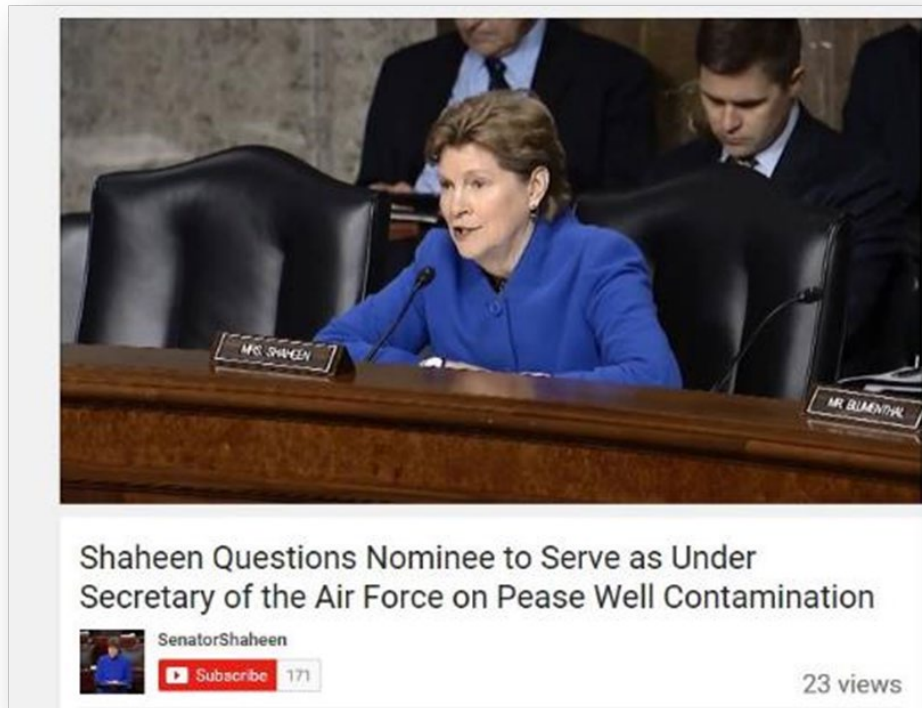 MRS. SHAHEEN
MR. BLUMENTHAL
Shaheen Questions Nominee to Serve as Under
Secretary of the Air Force on Pease Well Contamination
SenatorShaheen
Subscribe 171
23 views